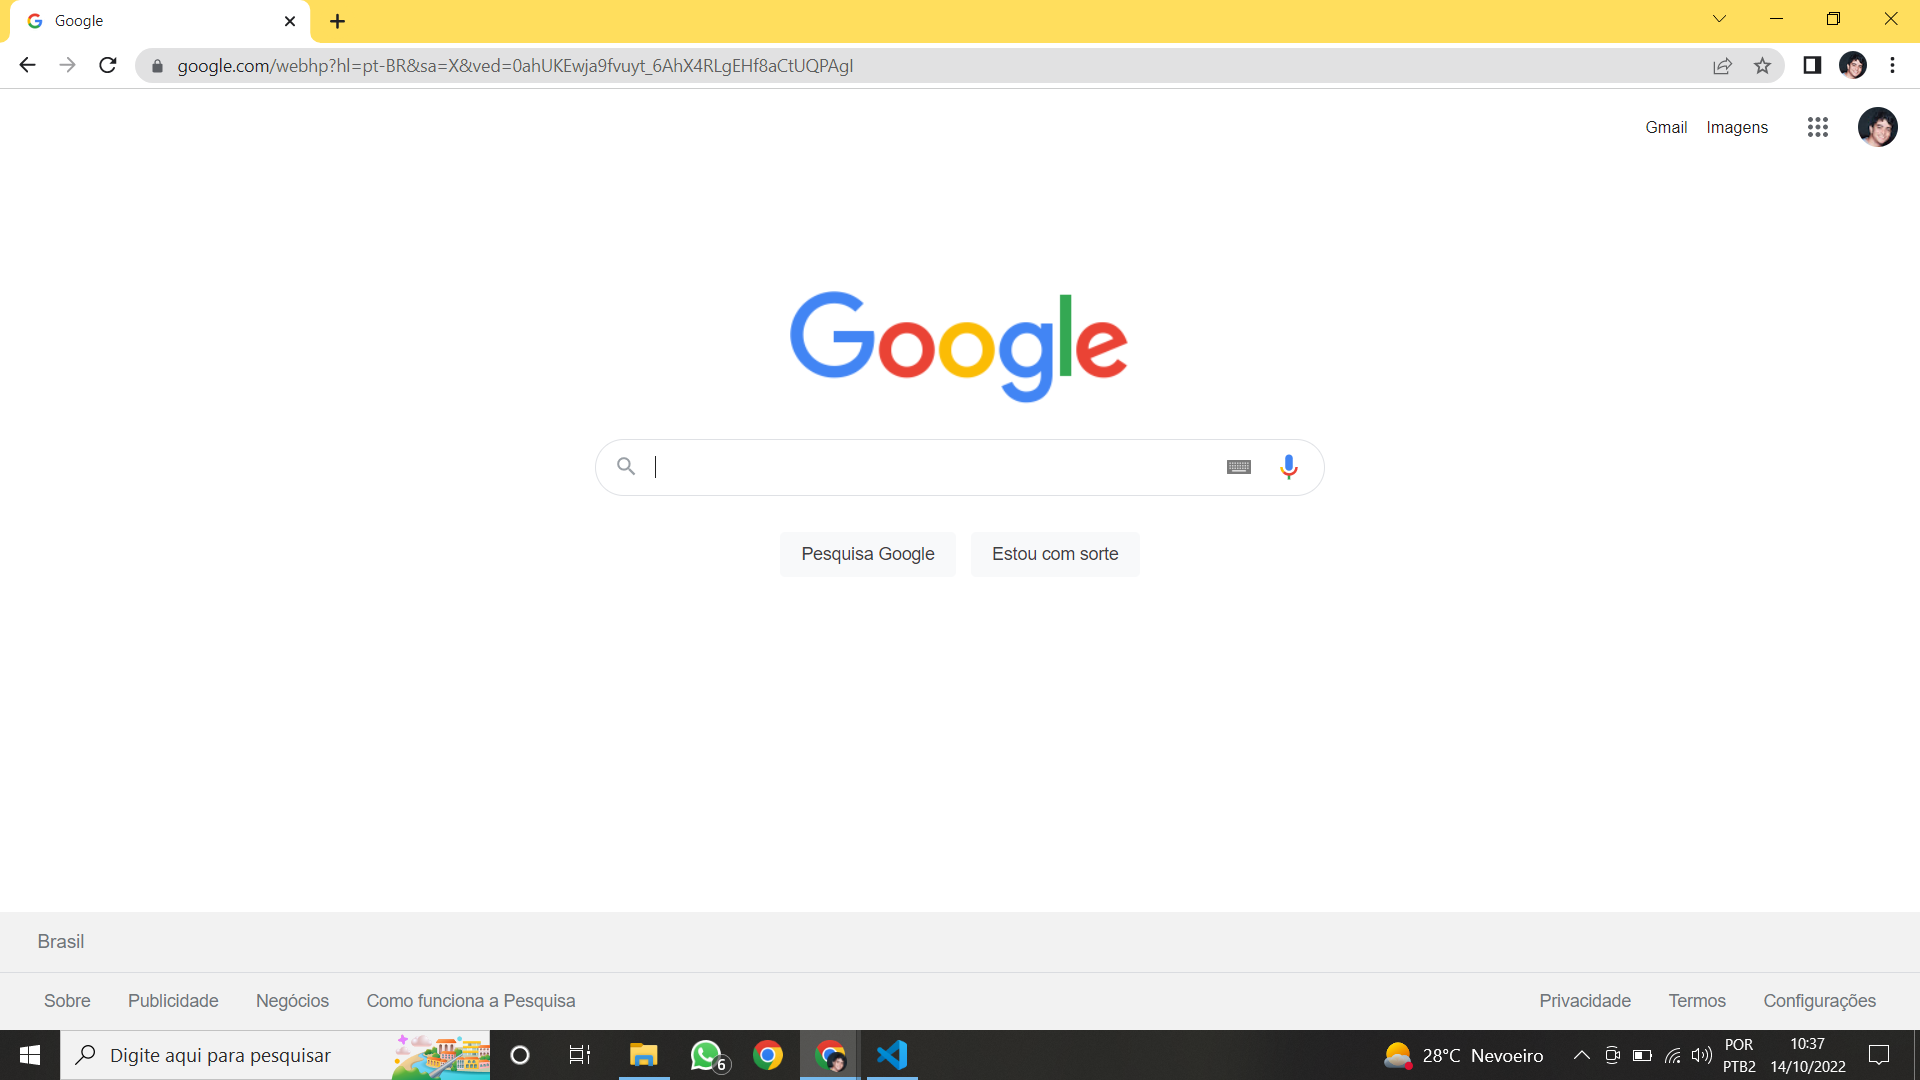 Google
google.com/webhp?hl=pt-BR&sa=X&ved=0ahUKEwja9fvuyt_6AhX4RLgEHf8aCtUQPAgI
Gmail Imagens
Google
Pesquisa Google Estou com sorte
Brasil
Sobre Publicidade Negócios Como funciona a Pesquisa Privacidade Termos Configurações
Digite aqui para pesquisar 6 28°C Nevoeiro POR 10:37
PTB2 14/10/2022